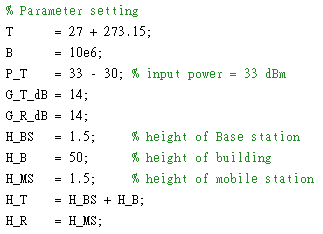 % Parameter setting
T = 27 + 273.15;
B = 10e6;
P_T = 33 - 30; % input power = 33 dBm
G_T_dB = 14;
G_R_dB = 14;
H_BS = 1.5; % height of Base station
H_B = 50; % height of building
H_MS = 1.5; % height of mobile station
H_T = H_BS + H_B;
H_R = H_MS;